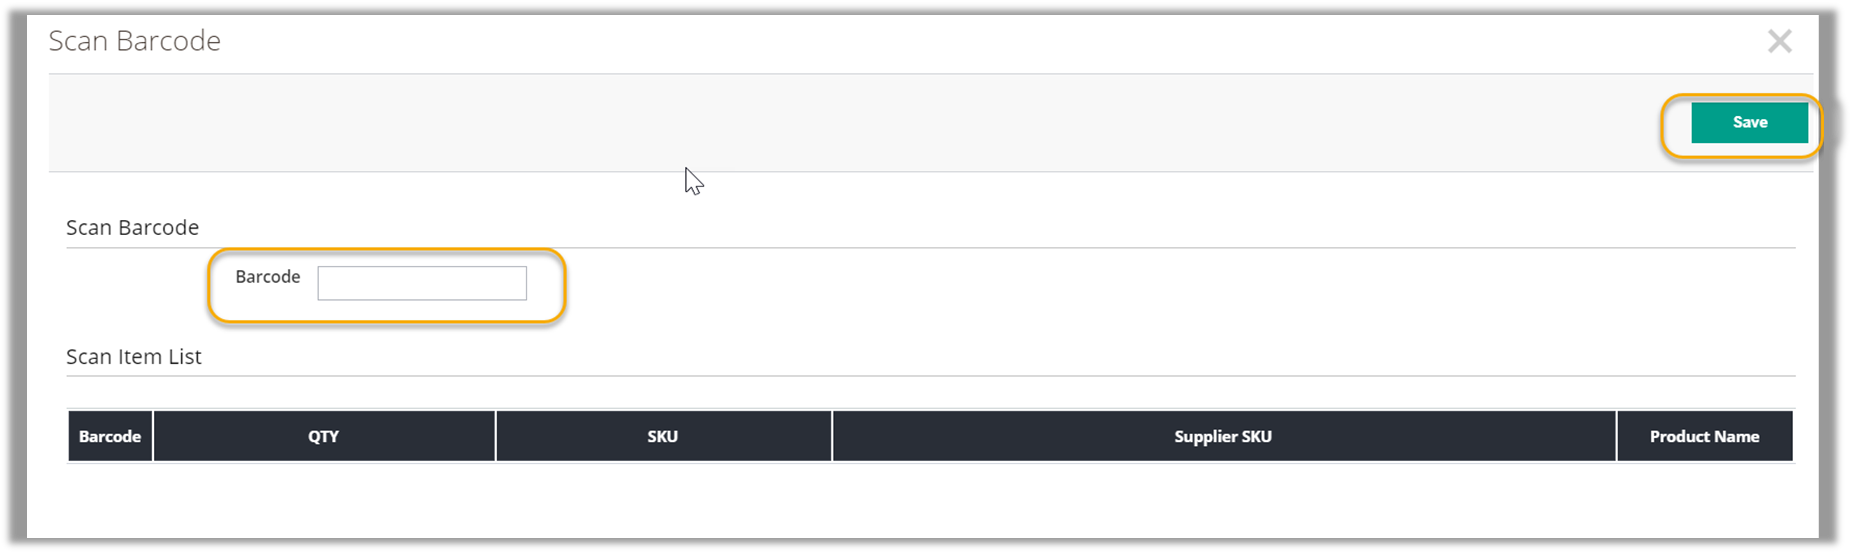 Scan Barcode
Save
Scan Barcode
Barcode
Scan Item List
Barcode QTY SKU Supplier SKU Product Name